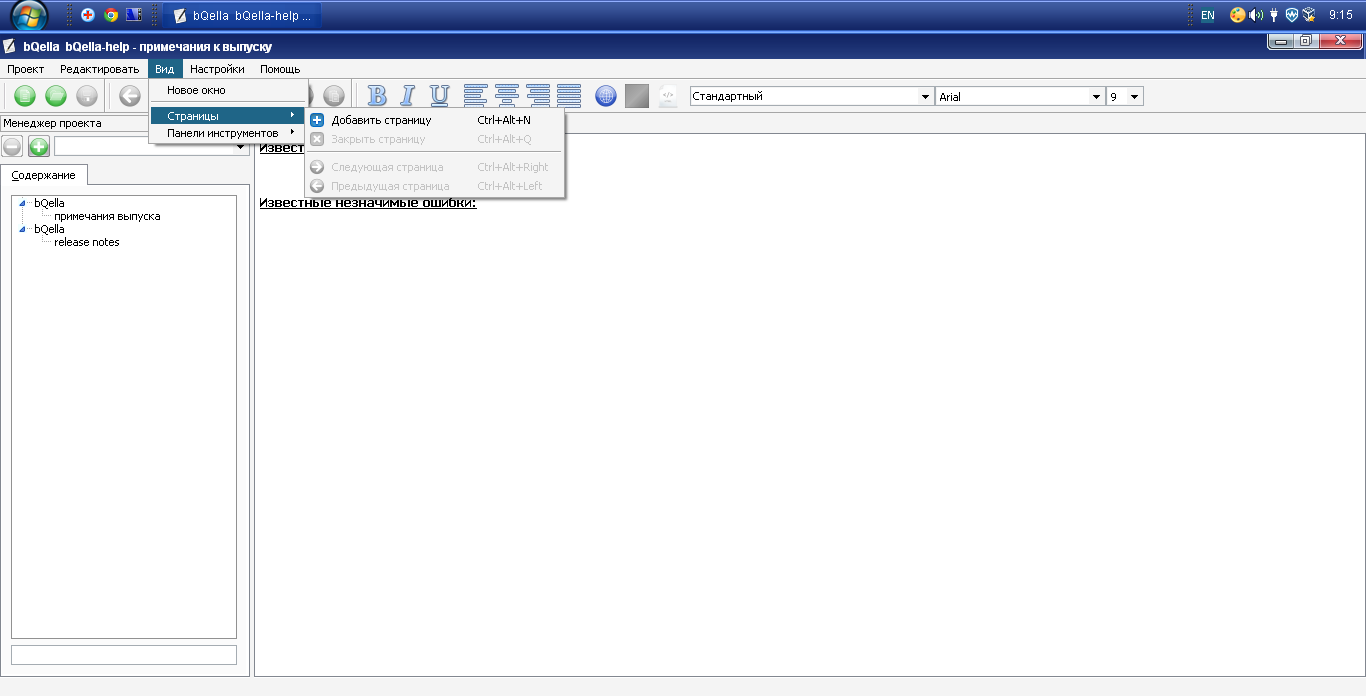 bQella  bQella-help ...
EN
9:15
bQella  bQella-help - примечания к выпуску
Проект Редактировать Вид Настройки Помощь
Новое окно
Страницы
Панели инструментов
Добавить страницу Ctrl+Alt+N
Закрыть страницу Ctrl+Alt+Q
Следующая страница Ctrl+Alt+Right
Предыдущая страница Ctrl+Alt+Left
B I U
Стандартный
Arial
9
Менеджер проекта
Содержание
bQella
примечания выпуска
bQella
release notes
Извест
Известные незначимые ошибки: